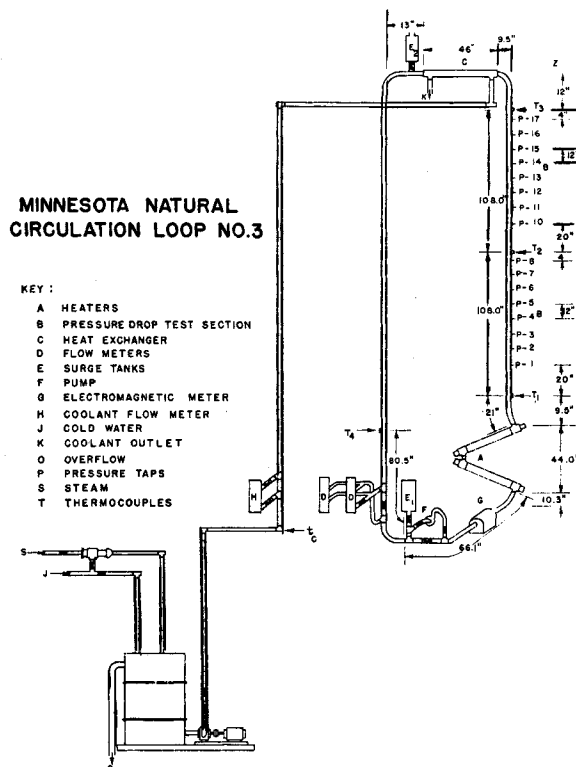 13"
E2
46"
C
9.5"
Z
12"
K
T3
4"
P-17
P-16
P-15
12"
P-14
B
P-13
P-12
108.0"
P-11
P-10
20"
T2
4"
P-8
P-7
P-6
P-5
108.0"
P-4
B
12"
P-3
P-2
P-1
20"
T1
9.5"
21"
T4
A
44.0"
60.5"
H
D
D
E1
F
G
10.3"
66.1"
tc
MINNESOTA NATURAL
CIRCULATION LOOP NO.3
KEY :
A HEATERS
B PRESSURE DROP TEST SECTION
C HEAT EXCHANGER
D FLOW METERS
E SURGE TANKS
F PUMP
G ELECTROMAGNETIC METER
H COOLANT FLOW METER
J COLD WATER
K COOLANT OUTLET
O OVERFLOW
P PRESSURE TAPS
S STEAM
T THERMOCOUPLES
S
J